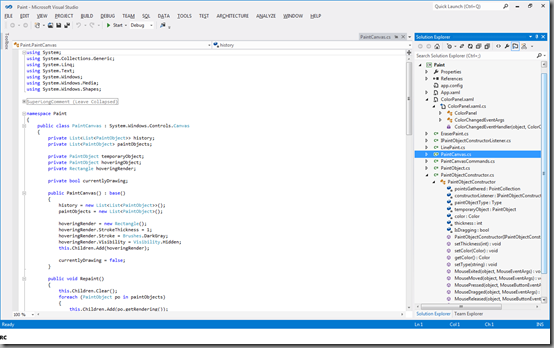 Paint - Microsoft Visual Studio
Quick Launch (Ctrl+Q)
FILE EDIT VIEW PROJECT BUILD DEBUG TEAM SQL DATA TOOLS TEST ARCHITECTURE ANALYZE WINDOW HELP
Start Debug
Toolbox
PaintCanvas.cs
Paint.PaintCanvas
history
using System;
using System.Collections.Generic;
using System.Linq;
using System.Text;
using System.Windows;
using System.Windows.Media;
using System.Windows.Shapes;
SuperLongComment (Leave Collapsed)
namespace Paint
{
public class PaintCanvas : System.Windows.Controls.Canvas
{
private List<List<PaintObject>> history;
private List<PaintObject> paintObjects;
private PaintObject temporaryObject;
private PaintObject hoveringObject;
private Rectangle hoveringRender;
private bool currentlyDrawing;
public PaintCanvas() : base()
{
history = new List<List<PaintObject>>();
paintObjects = new List<PaintObject>();
hoveringRender = new Rectangle();
hoveringRender.StrokeThickness = 1;
hoveringRender.Stroke = Brushes.DarkGray;
hoveringRender.Visibility = Visibility.Hidden;
this.Children.Add(hoveringRender);
currentlyDrawing = false;
}
public void Repaint()
{
this.Children.Clear();
foreach (PaintObject po in paintObjects)
{
this.Children.Add(po.getRendering());
100 %
Solution Explorer
Search Solution Explorer (Ctrl+;)
Paint
Properties
References
app.config
App.xaml
ColorPanel.xaml
ColorPanel.xaml.cs
ColorPanel
ColorChangedEventArgs
ColorChangedEventHandler(object, Color
EraserPaint.cs
IPaintObjectConstructorListener.cs
LinePaint.cs
PaintCanvas.cs
PaintCanvasCommands.cs
PaintObject.cs
PaintObjectConstructor.cs
PaintObjectConstructor
pointsGathered : PointCollection
constructorListener : IPaintObjectConstr
paintObjectType : Type
temporaryObject : PaintObject
color : Color
thickness : int
isDragging : bool
PaintObjectConstructor(IPaintObjectConstr
setThickness(int) : void
setColor(Color) : void
getColor() : Color
setType(string) : void
MouseExited(object, MouseEventArgs) : v
MouseMoved(object, MouseEventArgs) :
MousePressed(object, MouseButtonEvent
MouseDragged(object, MouseEventArgs)
MouseReleased(object, MouseButtonEve
Solution Explorer Team Explorer
Ready
Ln 1 Col 1 Ch 1 INS
RC